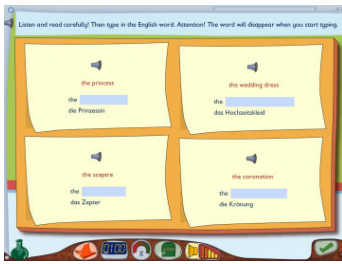 Listen and read carefully! Then type in the English word. Attention! The word will disappear when you start typing.
the princess
the
die Prinzessin
the wedding dress
the
das Hochzeitskleid
the sceptre
the
das Zepter
the coronation
the
die Krönung